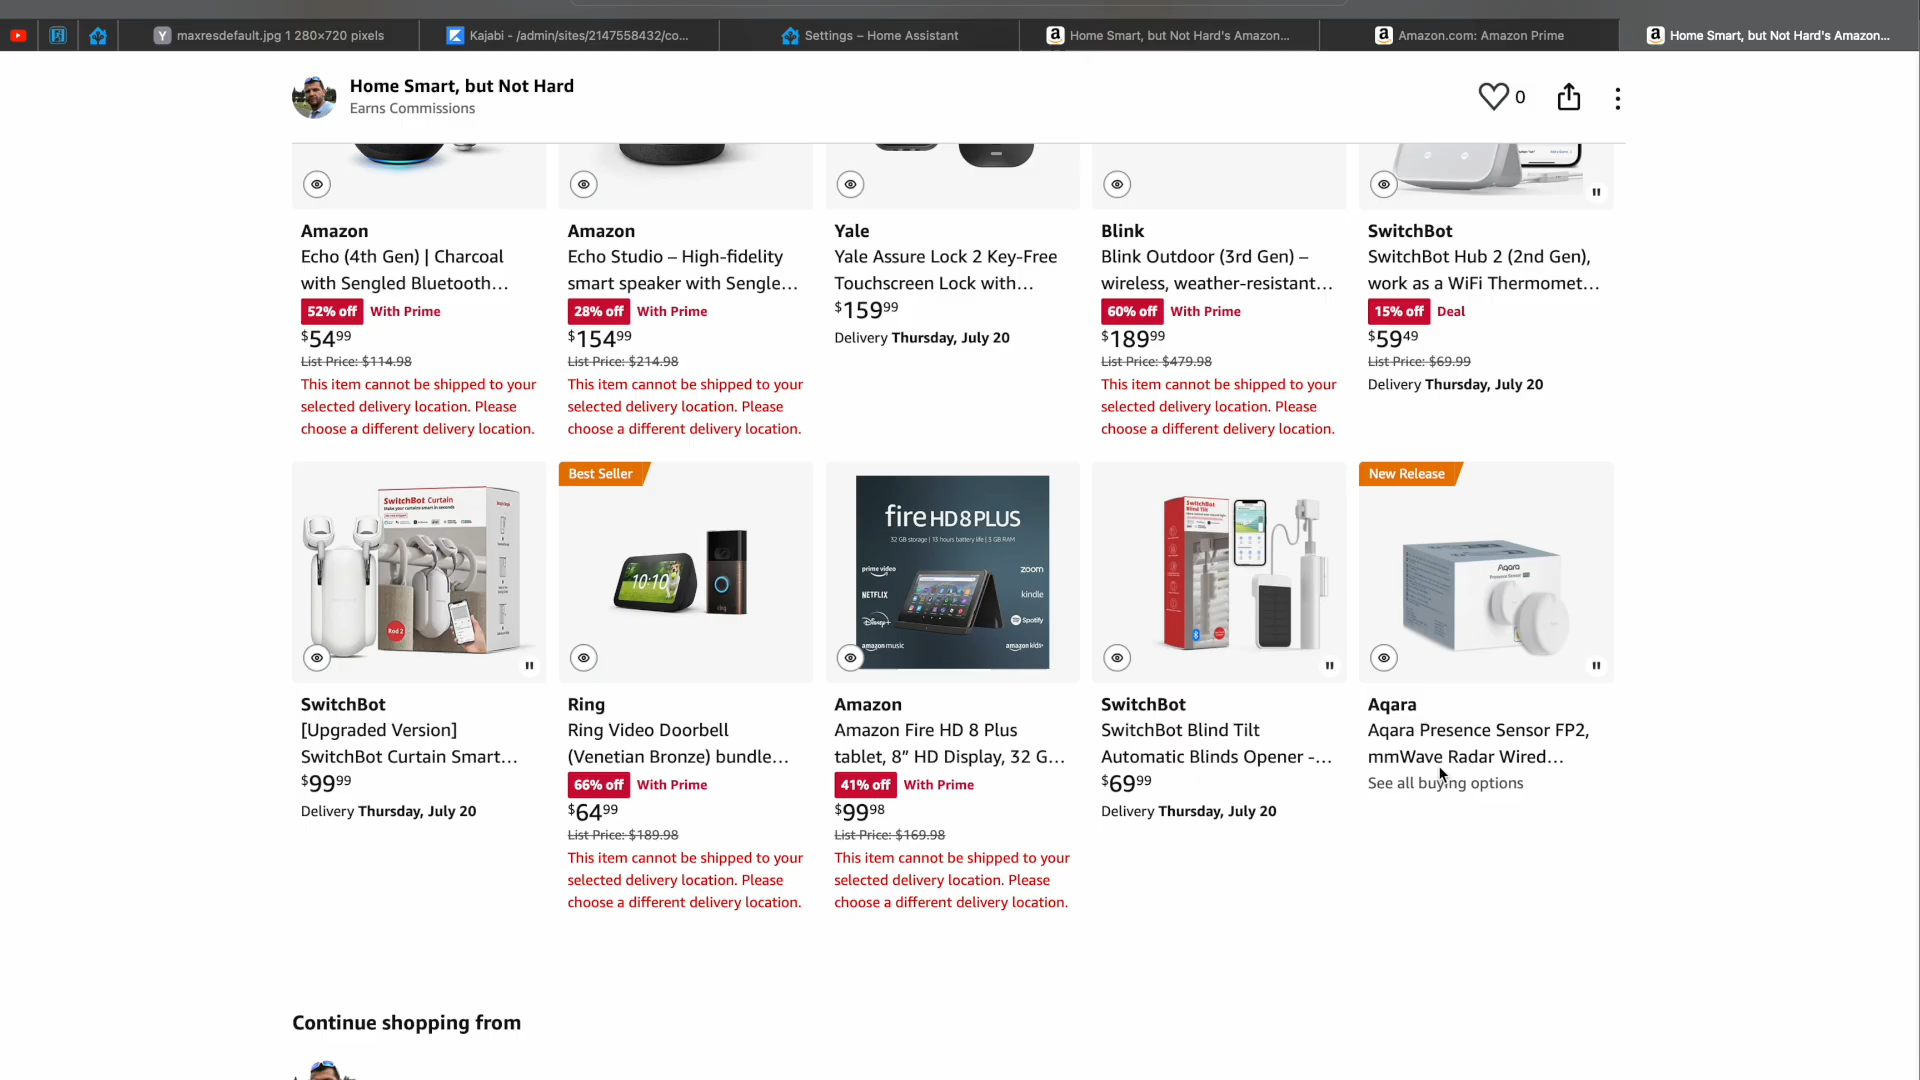 maxresdefault.jpg 1 280×720 pixels
Kajabi - /admin/sites/2147558432/co...
Settings – Home Assistant
Home Smart, but Not Hard's Amazon...
Amazon.com: Amazon Prime
Home Smart, but Not Hard's Amazon...
Home Smart, but Not Hard
Earns Commissions
0
Amazon
Echo (4th Gen) | Charcoal
with Sengled Bluetooth...
52% off With Prime
$54.99
List Price: $114.98
This item cannot be shipped to your
selected delivery location. Please
choose a different delivery location.
Amazon
Echo Studio – High-fidelity
smart speaker with Sengle...
28% off With Prime
$154.99
List Price: $214.98
This item cannot be shipped to your
selected delivery location. Please
choose a different delivery location.
Yale
Yale Assure Lock 2 Key-Free
Touchscreen Lock with...
$159.99
Delivery Thursday, July 20
Blink
Blink Outdoor (3rd Gen) –
wireless, weather-resistant...
60% off With Prime
$189.99
List Price: $479.98
This item cannot be shipped to your
selected delivery location. Please
choose a different delivery location.
SwitchBot
SwitchBot Hub 2 (2nd Gen),
work as a WiFi Thermomet...
15% off Deal
$59.49
List Price: $69.99
Delivery Thursday, July 20
SwitchBot Curtain
Make your curtains smart in seconds
Rod 2
SwitchBot
[Upgraded Version]
SwitchBot Curtain Smart...
$99.99
Delivery Thursday, July 20
Best Seller
10:10
ring
Ring
Ring Video Doorbell
(Venetian Bronze) bundle...
66% off With Prime
$64.99
List Price: $189.98
This item cannot be shipped to your
selected delivery location. Please
choose a different delivery location.
fire HD 8 PLUS
32 GB storage | 13 hours battery life | 3 GB RAM
prime video
zoom
NETFLIX
kindle
Disney+
Spotify
amazon music
amazon kids+
Amazon
Amazon Fire HD 8 Plus
tablet, 8” HD Display, 32 G...
41% off With Prime
$99.98
List Price: $169.98
This item cannot be shipped to your
selected delivery location. Please
choose a different delivery location.
SwitchBot
Blind Tilt
SwitchBot
SwitchBot Blind Tilt
Automatic Blinds Opener -...
$69.99
Delivery Thursday, July 20
New Release
Aqara
Presence Sensor
Aqara
Aqara Presence Sensor FP2,
mmWave Radar Wired...
See all buying options
Continue shopping from